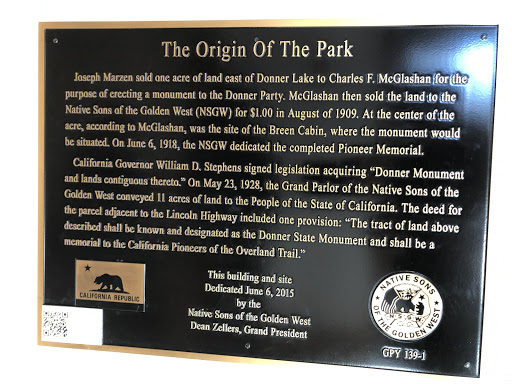 The Origin Of The Park
Joseph Marzen sold one acre of land east of Donner Lake to Charles F. McGlashan for the
purpose of erecting a monument to the Donner Party. McGlashan then sold the land to the
Native Sons of the Golden West (NSGW) for $1.00 in August of 1909. At the center of the
acre, according to McGlashan, was the site of the Breen Cabin, where the monument would
be situated. On June 6, 1918, the NSGW dedicated the completed Pioneer Memorial.
California Governor William D. Stephens signed legislation acquiring “Donner Monument
and lands contiguous thereto.” On May 23, 1928, the Grand Parlor of the Native Sons of the
Golden West conveyed 11 acres of land to the People of the State of California. The deed for
the parcel adjacent to the Lincoln Highway included one provision: “The tract of land above
described shall be known and designated as the Donner State Monument and shall be a
memorial to the California Pioneers of the Overland Trail.”
This building and site
Dedicated June 6, 2015
by the
Native Sons of the Golden West
Dean Zellers, Grand President
CALIFORNIA REPUBLIC
NATIVE SONS
OF THE GOLDEN WEST
GPY 139-1